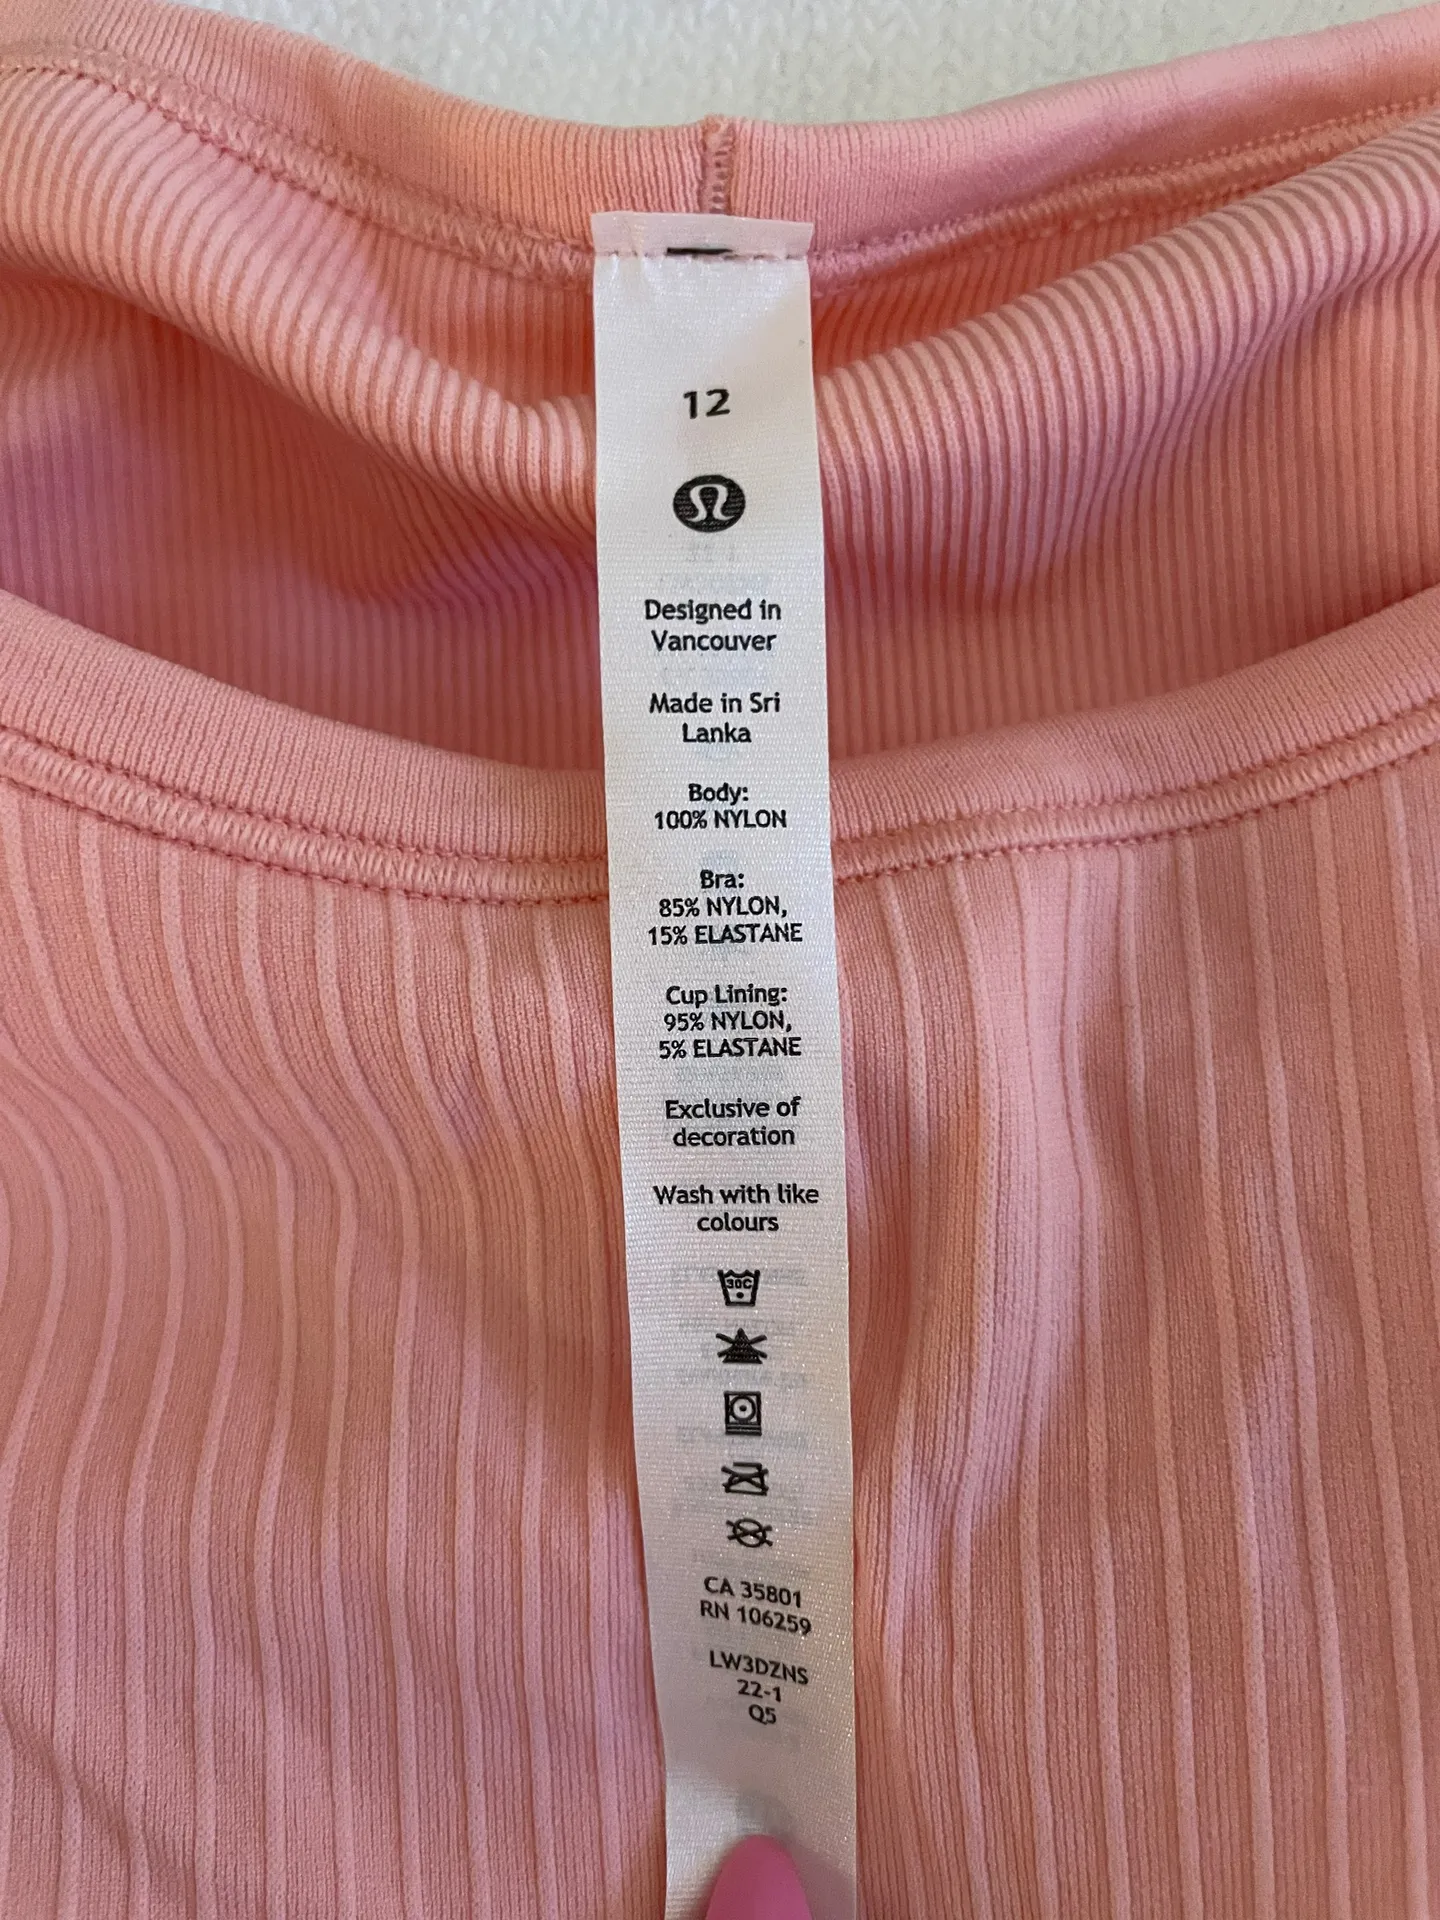 12
Designed in
Vancouver
Made in Sri
Lanka
Body:
100% NYLON
Bra:
85% NYLON,
15% ELASTANE
Cup Lining:
95% NYLON,
5% ELASTANE
Exclusive of
decoration
Wash with like
colours
30C
CA 35801
RN 106259
LW3DZNS
22-1
Q5